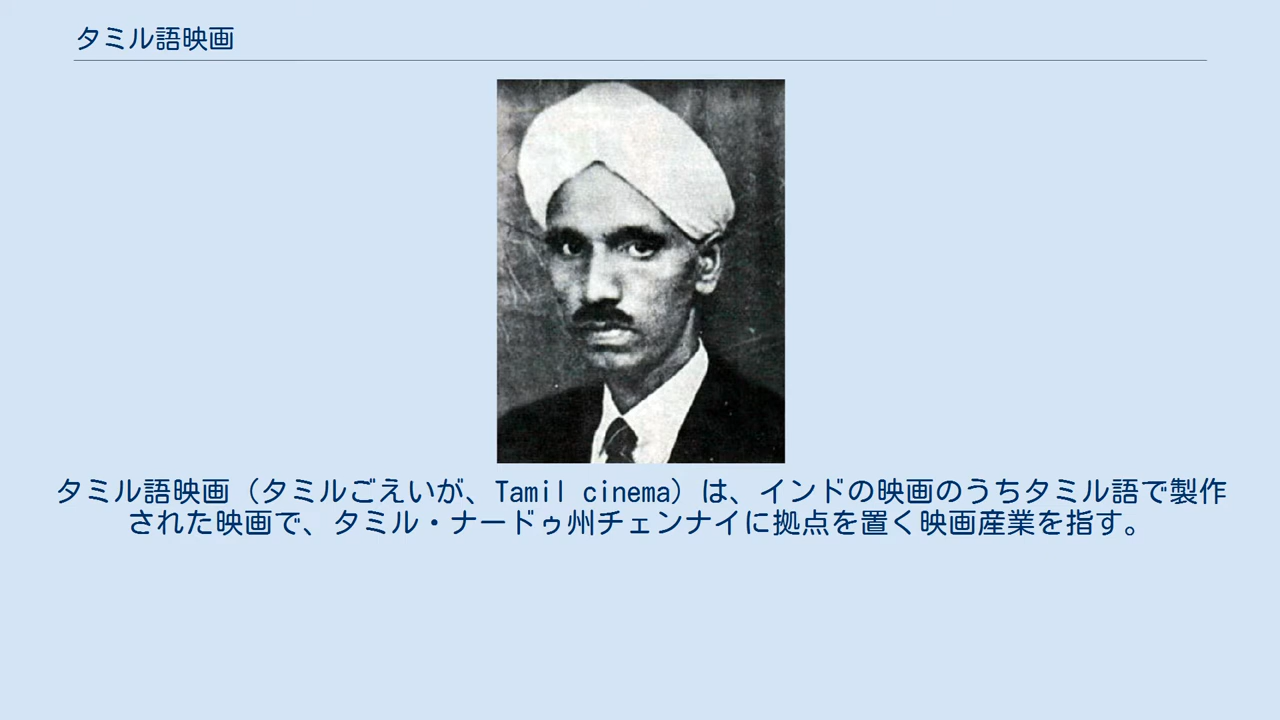 タミル語映画
タミル語映画（タミルごえいが、Tamil cinema）は、インドの映画のうちタミル語で製作
された映画で、タミル・ナードゥ州チェンナイに拠点を置く映画産業を指す。